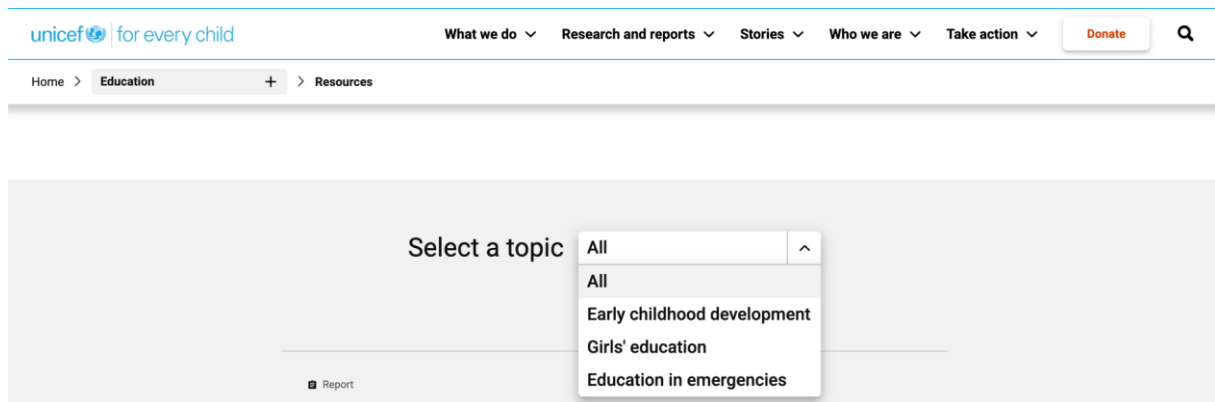 unicef for every child What we do Research and reports Stories Who we are Take action Donate
Home > Education + > Resources
Select a topic All
All
Early childhood development
Girls' education
Education in emergencies
Report